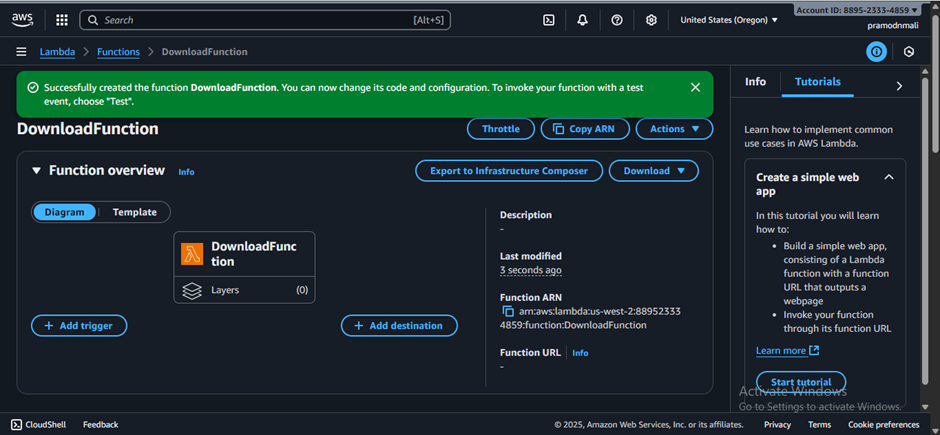 aws
Search
[Alt+S]
United States (Oregon)
Account ID: 8895-2333-4859
pramodnmali
Lambda
Functions
DownloadFunction
Successfully created the function DownloadFunction. You can now change its code and configuration. To invoke your function with a test
event, choose "Test".
DownloadFunction
Throttle
Copy ARN
Actions
Function overview
Info
Export to Infrastructure Composer
Download
Diagram
Template
DownloadFunc
tion
Layers
(0)
+ Add trigger
+ Add destination
Description
-
Last modified
3 seconds ago
Function ARN
arn:aws:lambda:us-west-2:88952333
4859:function:DownloadFunction
Function URL
Info
-
Info
Tutorials
Learn how to implement common
use cases in AWS Lambda.
Create a simple web
app
In this tutorial you will learn
how to:
• Build a simple web app,
consisting of a Lambda
function with a function
URL that outputs a
webpage
• Invoke your function
through its function URL
Learn more
Start tutorial
Activate Windows
Go to Settings to activate Windows.
CloudShell
Feedback
© 2025, Amazon Web Services, Inc. or its affiliates.
Privacy
Terms
Cookie preferences